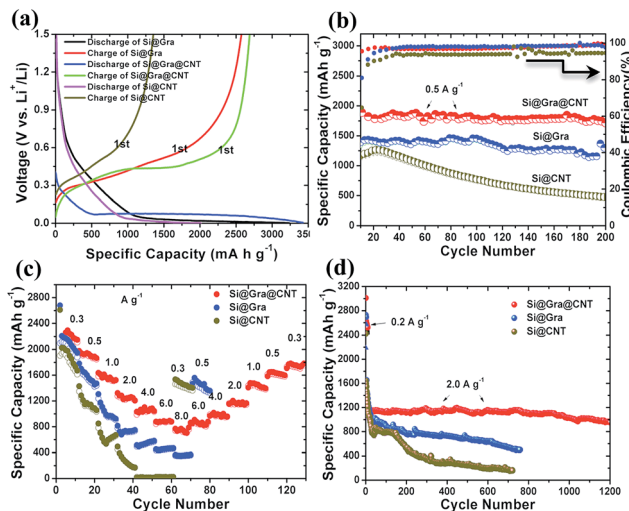 (a)
Voltage (V vs. Li⁺/Li)
1.5
1.2
0.9
0.6
0.3
0.0
Discharge of Si@Gra
Charge of Si@Gra
Discharge of Si@Gra@CNT
Charge of Si@Gra@CNT
Discharge of Si@CNT
Charge of Si@CNT
1st
1st
1st
0 500 1000 1500 2000 2500 3000 3500
Specific Capacity (mA h g⁻¹)
(b)
Specific Capacity (mAh g⁻¹)
3000
2500
2000
1500
1000
500
0
0.5 A g⁻¹
Si@Gra@CNT
Si@Gra
Si@CNT
100
80
60
40
20
0
Coulombic Efficiency(%)
20 40 60 80 100 120 140 160 180 200
Cycle Number
(c)
Specific Capacity (mAh g⁻¹)
2800
2400
2000
1600
1200
800
400
0
A g⁻¹
Si@Gra@CNT
Si@Gra
Si@CNT
0.3
0.5
1.0
2.0
4.0
6.0
8.0
6.0
4.0
2.0
1.0
0.5
0.3
0.3
0.5
0 20 40 60 80 100 120
Cycle Number
(d)
Specific Capacity (mAh g⁻¹)
3200
2800
2400
2000
1600
1200
800
400
0
Si@Gra@CNT
Si@Gra
Si@CNT
0.2 A g⁻¹
2.0 A g⁻¹
0 200 400 600 800 1000 1200
Cycle Number